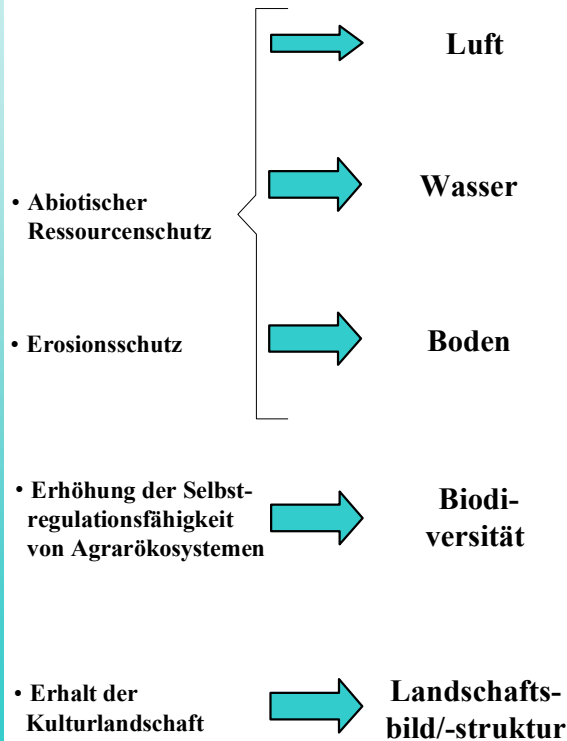 Luft
• Abiotischer
Ressourcenschutz
Wasser
• Erosionsschutz
Boden
• Erhöhung der Selbst-
regulationsfähigkeit
von Agrarökosystemen
Biodi-
versität
• Erhalt der
Kulturlandschaft
Landschafts-
bild/-struktur